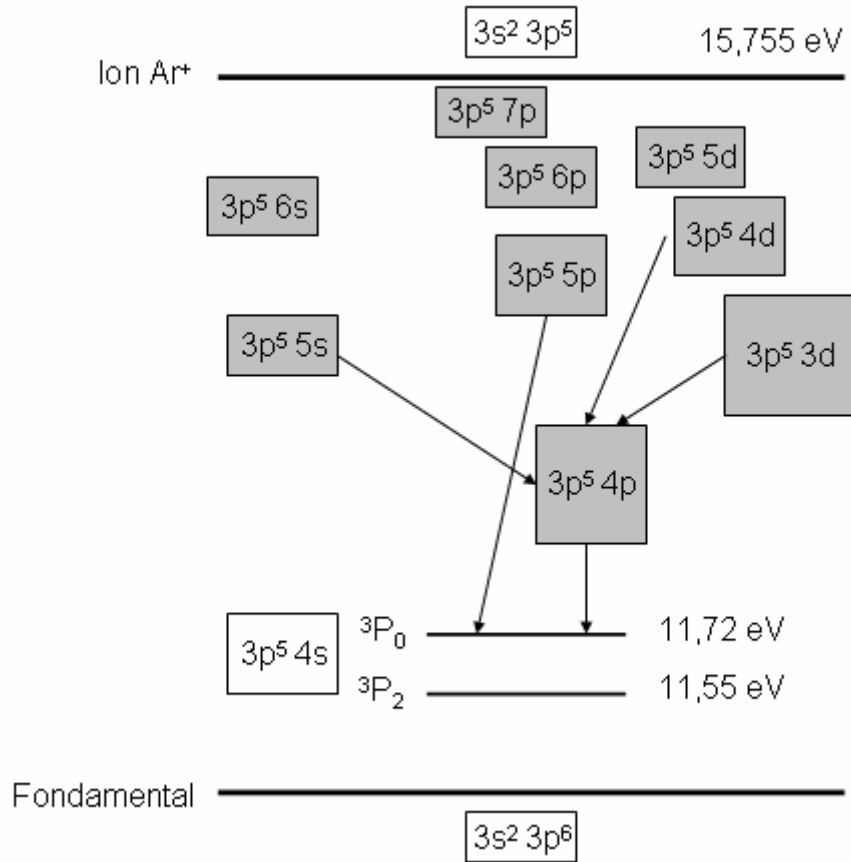 3s² 3p⁵
15,755 eV
Ion Ar⁺
3p⁵ 7p
3p⁵ 5d
3p⁵ 6p
3p⁵ 6s
3p⁵ 4d
3p⁵ 5p
3p⁵ 5s
3p⁵ 3d
3p⁵ 4p
³P₀
11,72 eV
3p⁵ 4s
³P₂
11,55 eV
Fondamental
3s² 3p⁶